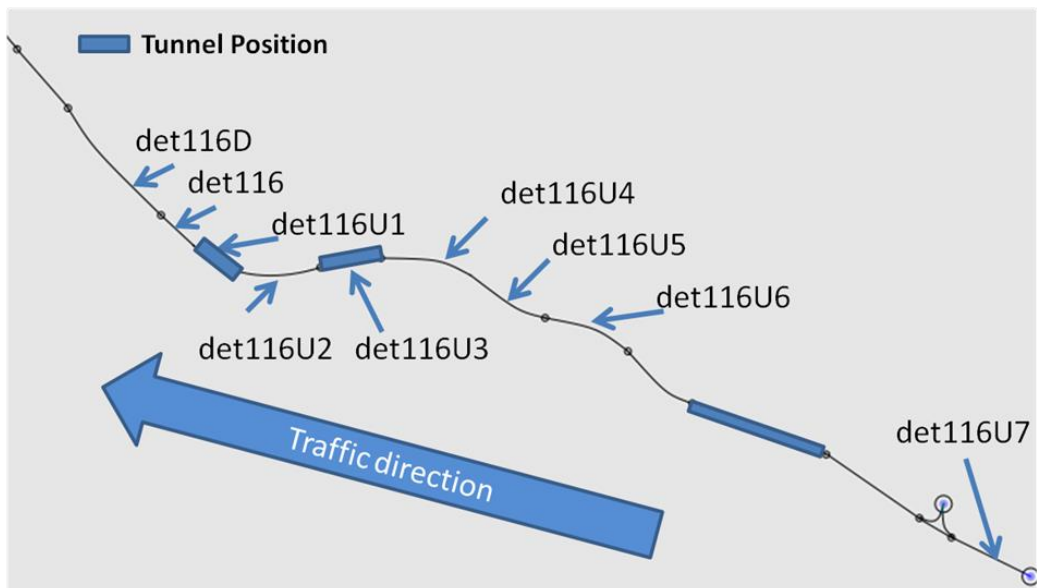 Tunnel Position
det116D
det116
det116U1
det116U4
det116U5
det116U6
det116U2
det116U3
Traffic direction
det116U7